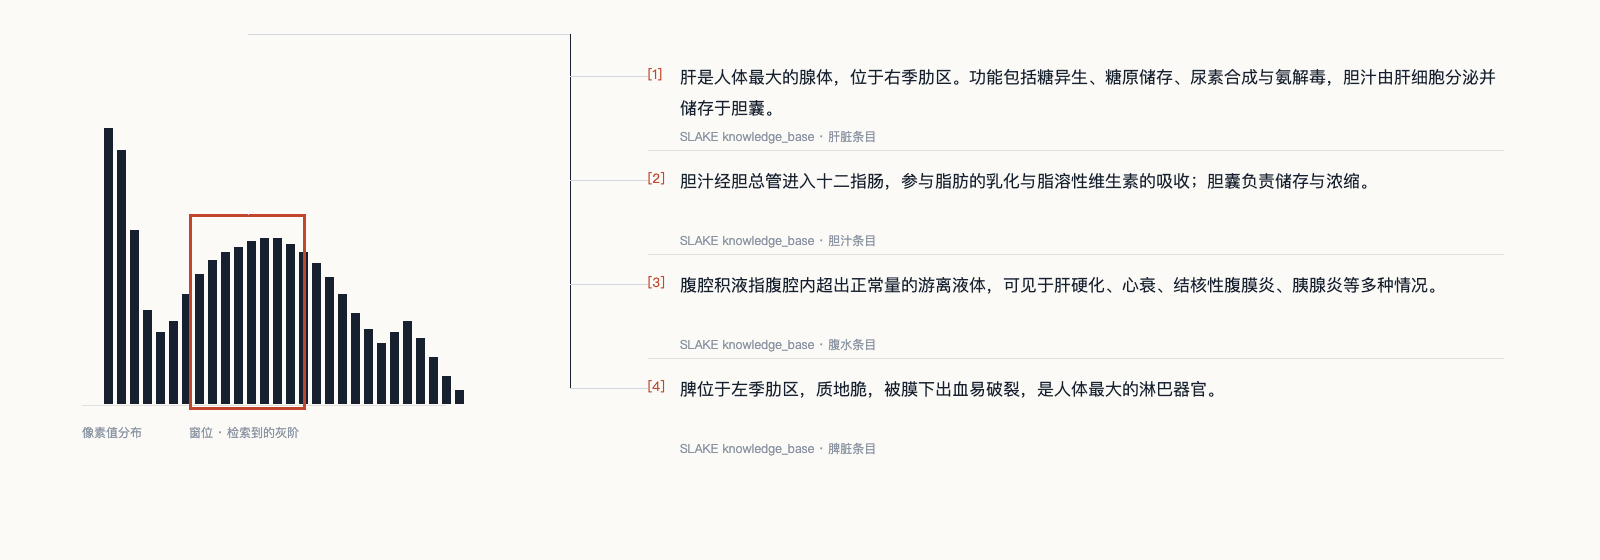 [1] 肝是人体最大的腺体，位于右季肋区。功能包括糖异生、糖原储存、尿素合成与氨解毒，胆汁由肝细胞分泌并
储存于胆囊。
SLAKE knowledge_base · 肝脏条目
[2] 胆汁经胆总管进入十二指肠，参与脂肪的乳化与脂溶性维生素的吸收；胆囊负责储存与浓缩。
SLAKE knowledge_base · 胆汁条目
[3] 腹腔积液指腹腔内超出正常量的游离液体，可见于肝硬化、心衰、结核性腹膜炎、胰腺炎等多种情况。
SLAKE knowledge_base · 腹水条目
[4] 脾位于左季肋区，质地脆，被膜下出血易破裂，是人体最大的淋巴器官。
SLAKE knowledge_base · 脾脏条目
像素值分布
窗位 · 检索到的灰阶